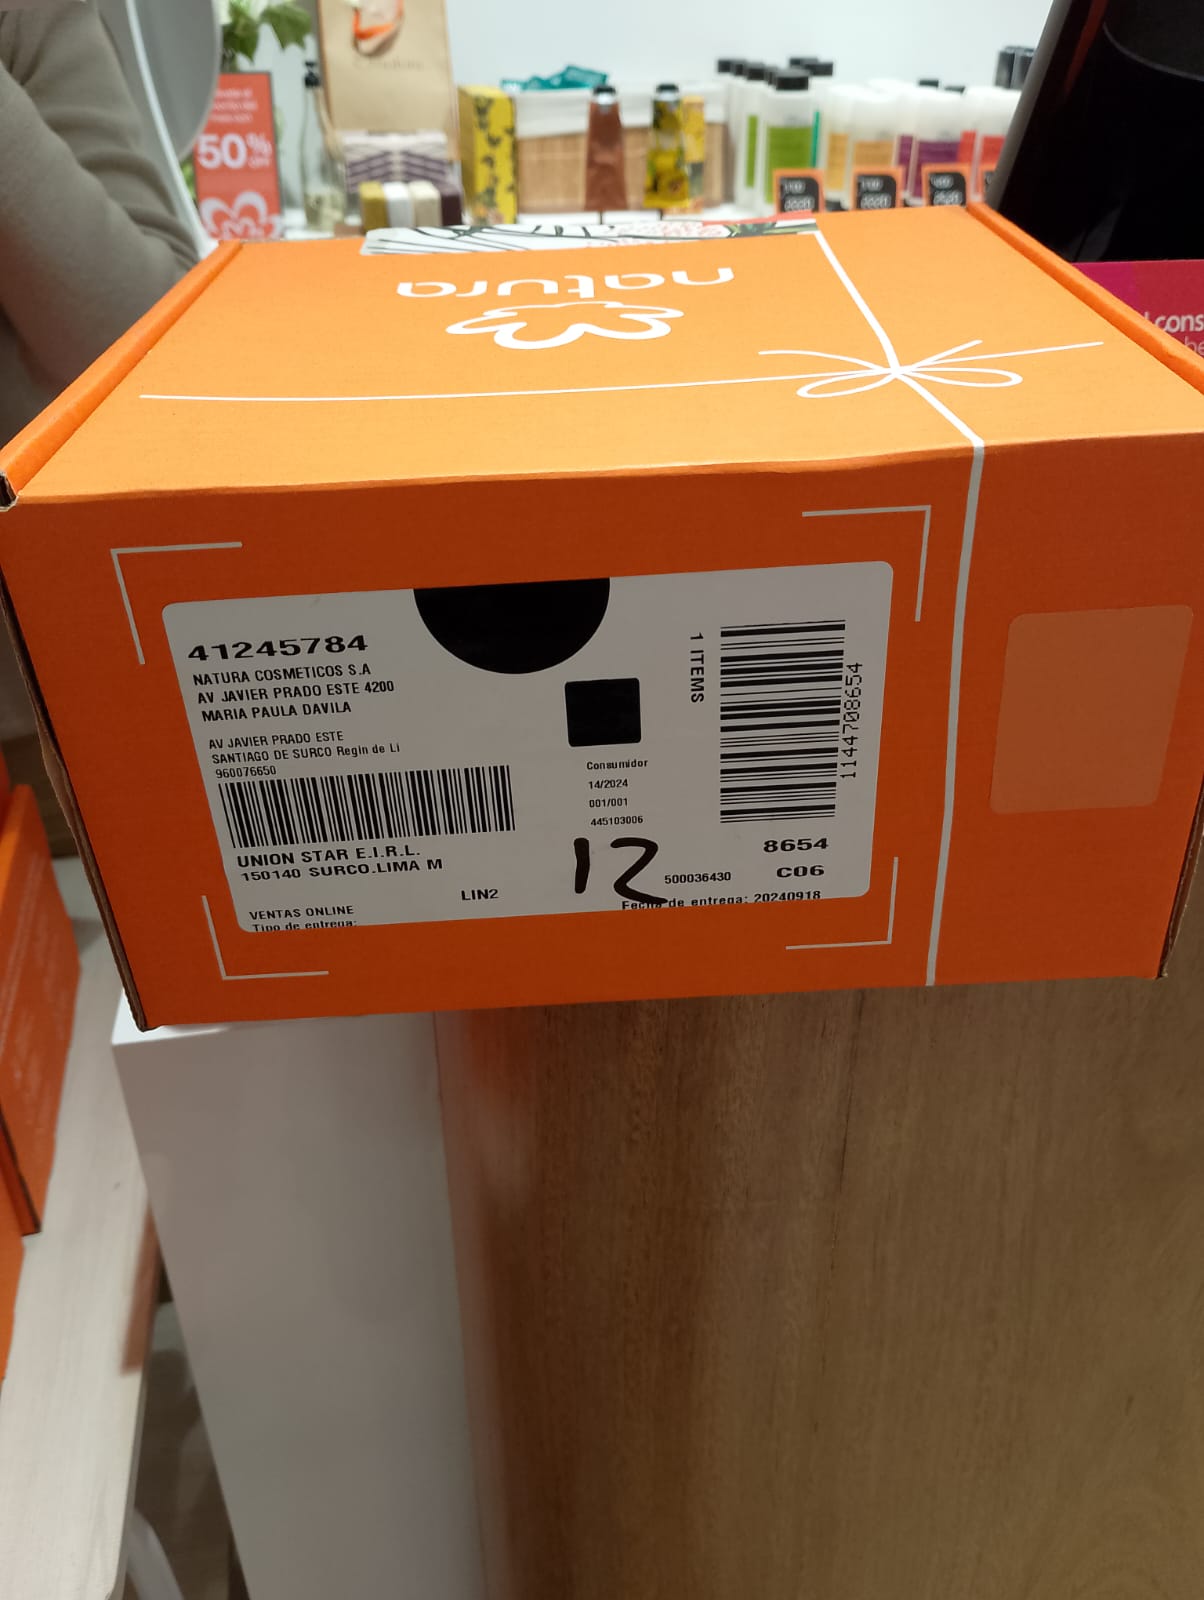 50%
natura
41245784
NATURA COSMETICOS S.A
AV JAVIER PRADO ESTE 4200
MARIA PAULA DAVILA
AV JAVIER PRADO ESTE
SANTIAGO DE SURCO Regin de Li
960076650
UNION STAR E.I.R.L.
150140 SURCO.LIMA M
LIN2
VENTAS ONLINE
Tipo de entrega:
Consumidor
14/2024
001/001
445103006
12
500036430
Fecha de entrega: 20240918
1 ITEMS
1144708654
8654
C06
cons